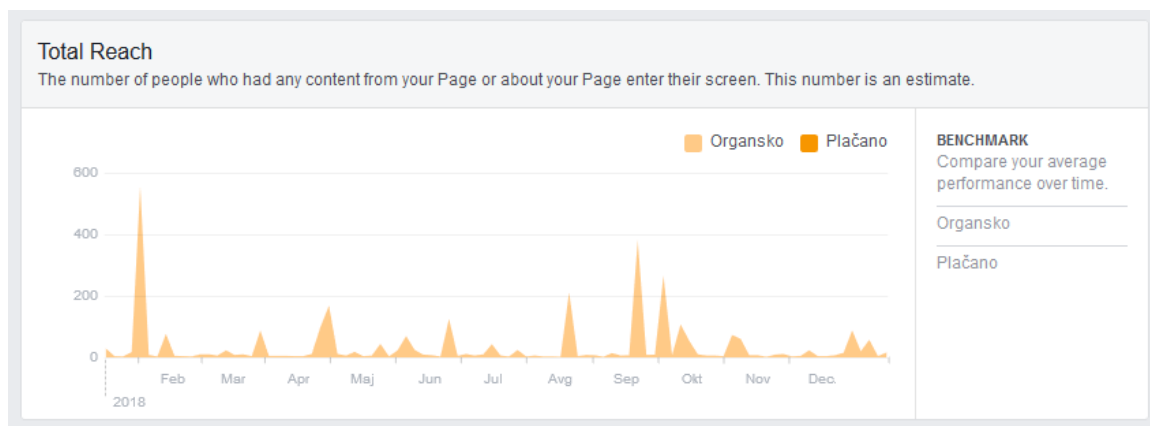 Total Reach
The number of people who had any content from your Page or about your Page enter their screen. This number is an estimate.
Organsko Plačano
600
400
200
0
Feb Mar Apr Maj Jun Jul Avg Sep Okt Nov Dec.
2018
BENCHMARK
Compare your average
performance over time.
Organsko
Plačano